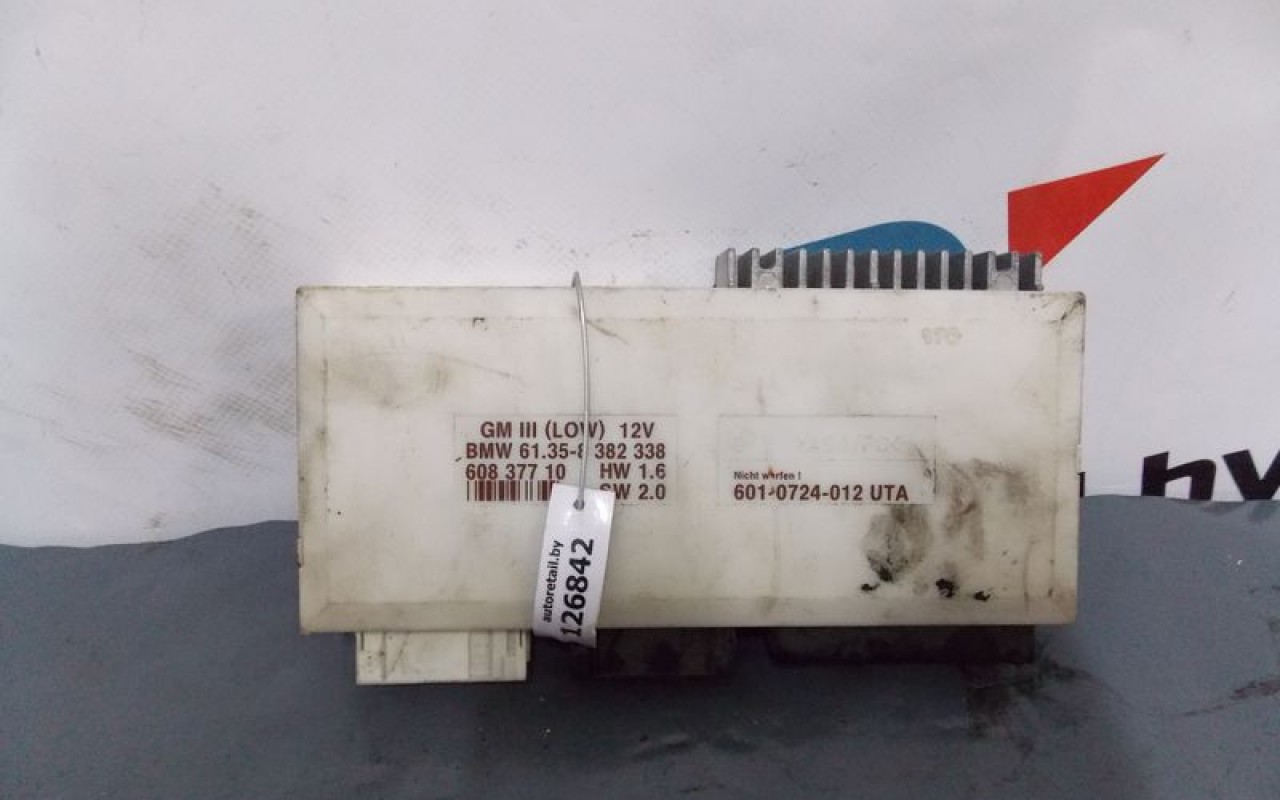 GM III (LOW) 12V
BMW 61.35-8 382 338
608 377 10 HW 1.6
SW 2.0
Nicht werfen !
601-0724-012 UTA
autoretail.by
126842